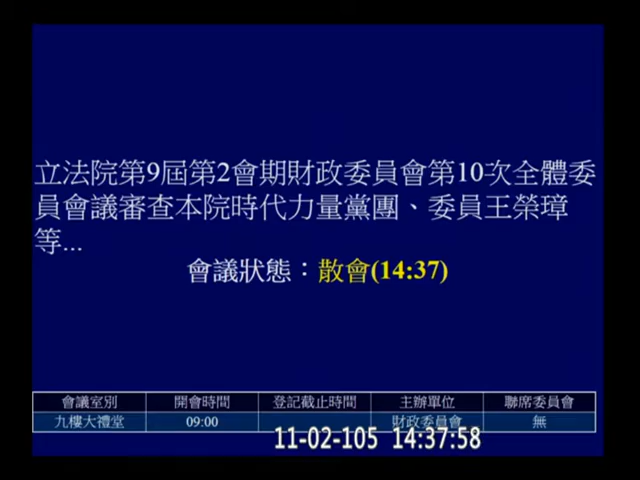 立法院第9屆第2會期財政委員會第10次全體委
員會議審查本院時代力量黨團、委員王榮璋
等...
會議狀態：散會(14:37)
會議室別 開會時間 登記截止時間 主辦單位 聯席委員會
九樓大禮堂 09:00 財政委員會 無
11-02-105 14:37:58